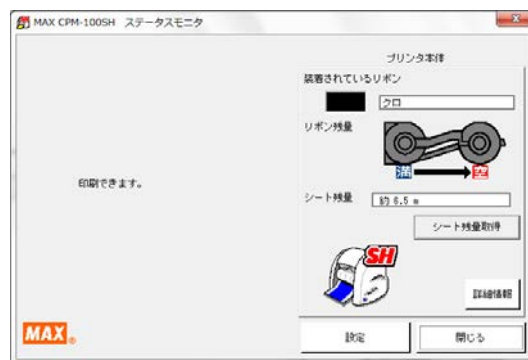 MAX CPM-100SH ステータスモニタ
印刷できます。
プリンタ本体
装着されているリボン
クロ
リボン残量
満
空
シート残量
約 6.5 m
シート残量取得
SH
詳細情報
MAX
設定
閉じる